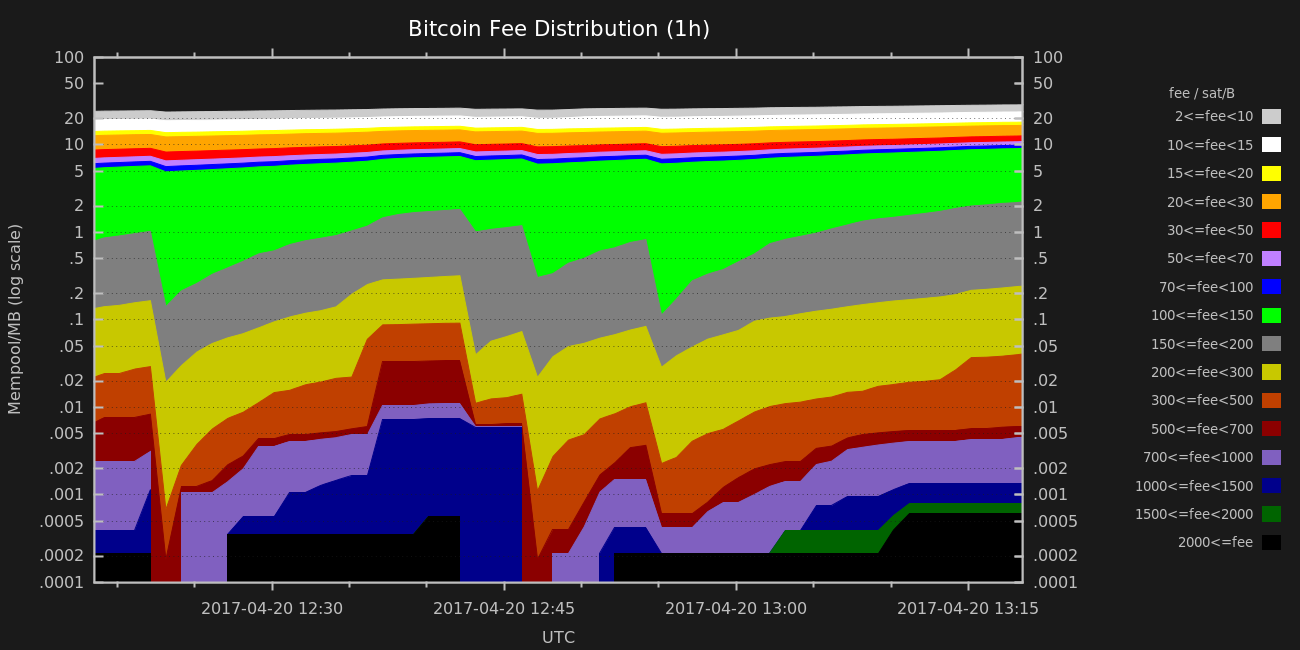 Bitcoin Fee Distribution (1h)
100
50
20
10
5
2
1
.5
.2
.1
.05
.02
.01
.005
.002
.001
.0005
.0002
.0001
Mempool/MB (log scale)
100
50
20
10
5
2
1
.5
.2
.1
.05
.02
.01
.005
.002
.001
.0005
.0002
.0001
2017-04-20 12:30
2017-04-20 12:45
2017-04-20 13:00
2017-04-20 13:15
UTC
fee / sat/B
2<=fee<10
10<=fee<15
15<=fee<20
20<=fee<30
30<=fee<50
50<=fee<70
70<=fee<100
100<=fee<150
150<=fee<200
200<=fee<300
300<=fee<500
500<=fee<700
700<=fee<1000
1000<=fee<1500
1500<=fee<2000
2000<=fee